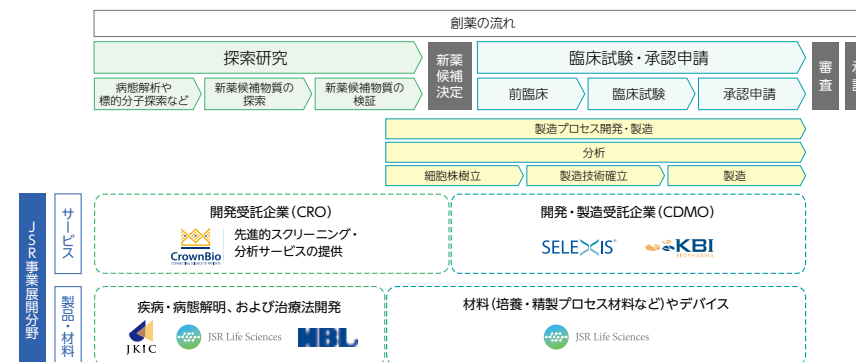 創薬の流れ
探索研究
新薬
候補
決定
臨床試験・承認申請
審査
病態解析や
標的分子探索など
新薬候補物質の
探索
新薬候補物質の
検証
前臨床
臨床試験
承認申請
製造プロセス開発・製造
分析
細胞株樹立
製造技術確立
製造
JSR事業展開分野
サービス
開発受託企業(CRO)
CrownBio
先進的スクリーニング・
分析サービスの提供
開発・製造受託企業(CDMO)
SELEXIS
KBI
BIOPHARMA
製品・材料
疾病・病態解明、および治療法開発
JKiC
JSR Life Sciences
MBL
材料(培養・精製プロセス材料など)やデバイス
JSR Life Sciences